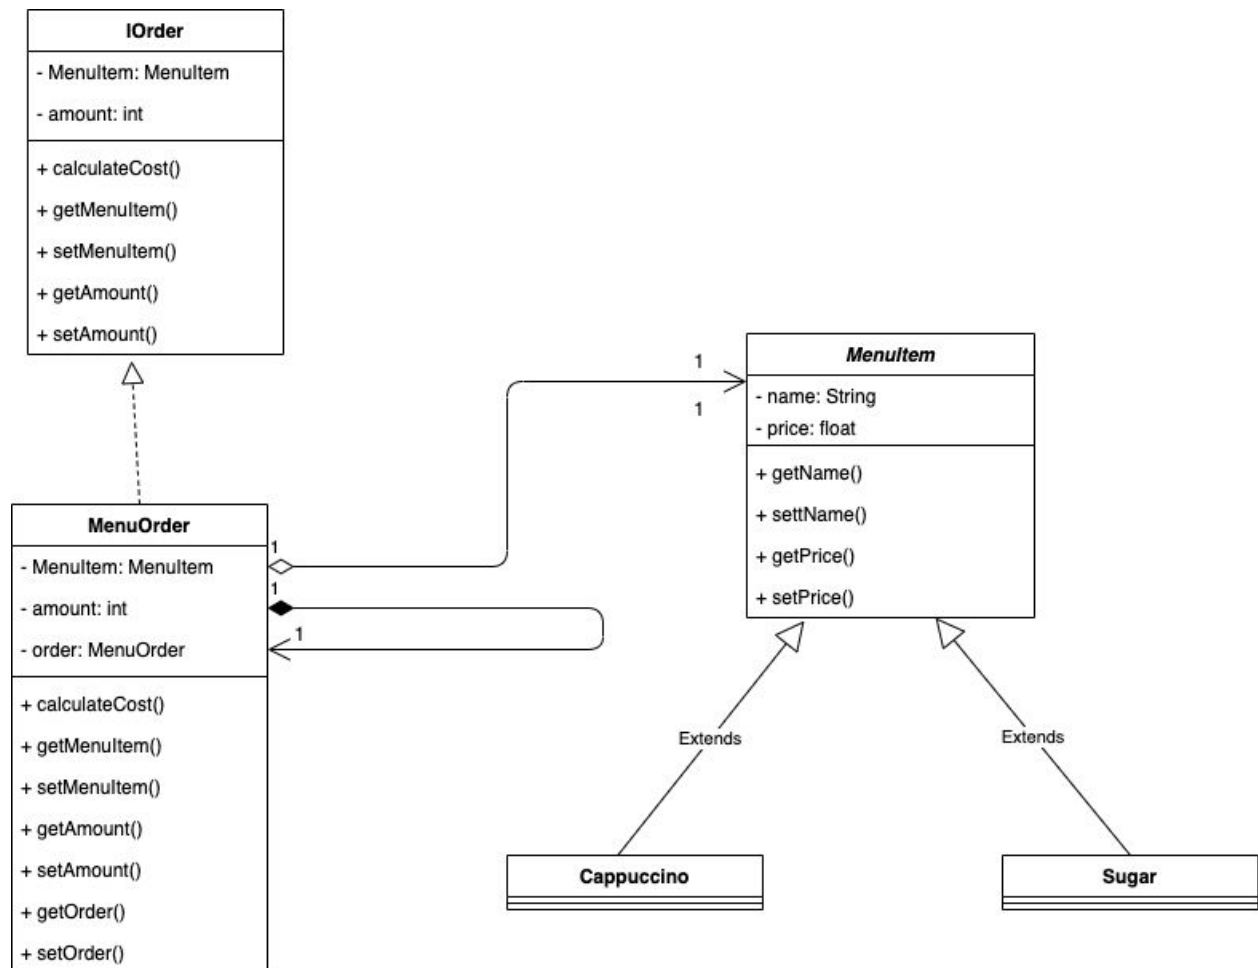 IOrder
- MenuItem: MenuItem
- amount: int
+ calculateCost()
+ getMenuItem()
+ setMenuItem()
+ getAmount()
+ setAmount()
MenuOrder
- MenuItem: MenuItem
- amount: int
- order: MenuOrder
+ calculateCost()
+ getMenuItem()
+ setMenuItem()
+ getAmount()
+ setAmount()
+ getOrder()
+ setOrder()
1
1
1
1
1
MenuItem
- name: String
- price: float
+ getName()
+ settName()
+ getPrice()
+ setPrice()
Extends
Extends
Cappuccino
Sugar